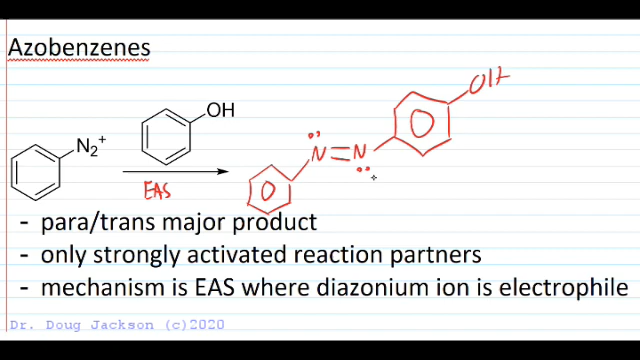 Azobenzenes
OH
N2+
EAS
N=N
OH
- para/trans major product
- only strongly activated reaction partners
- mechanism is EAS where diazonium ion is electrophile
Dr. Doug Jackson (c)2020